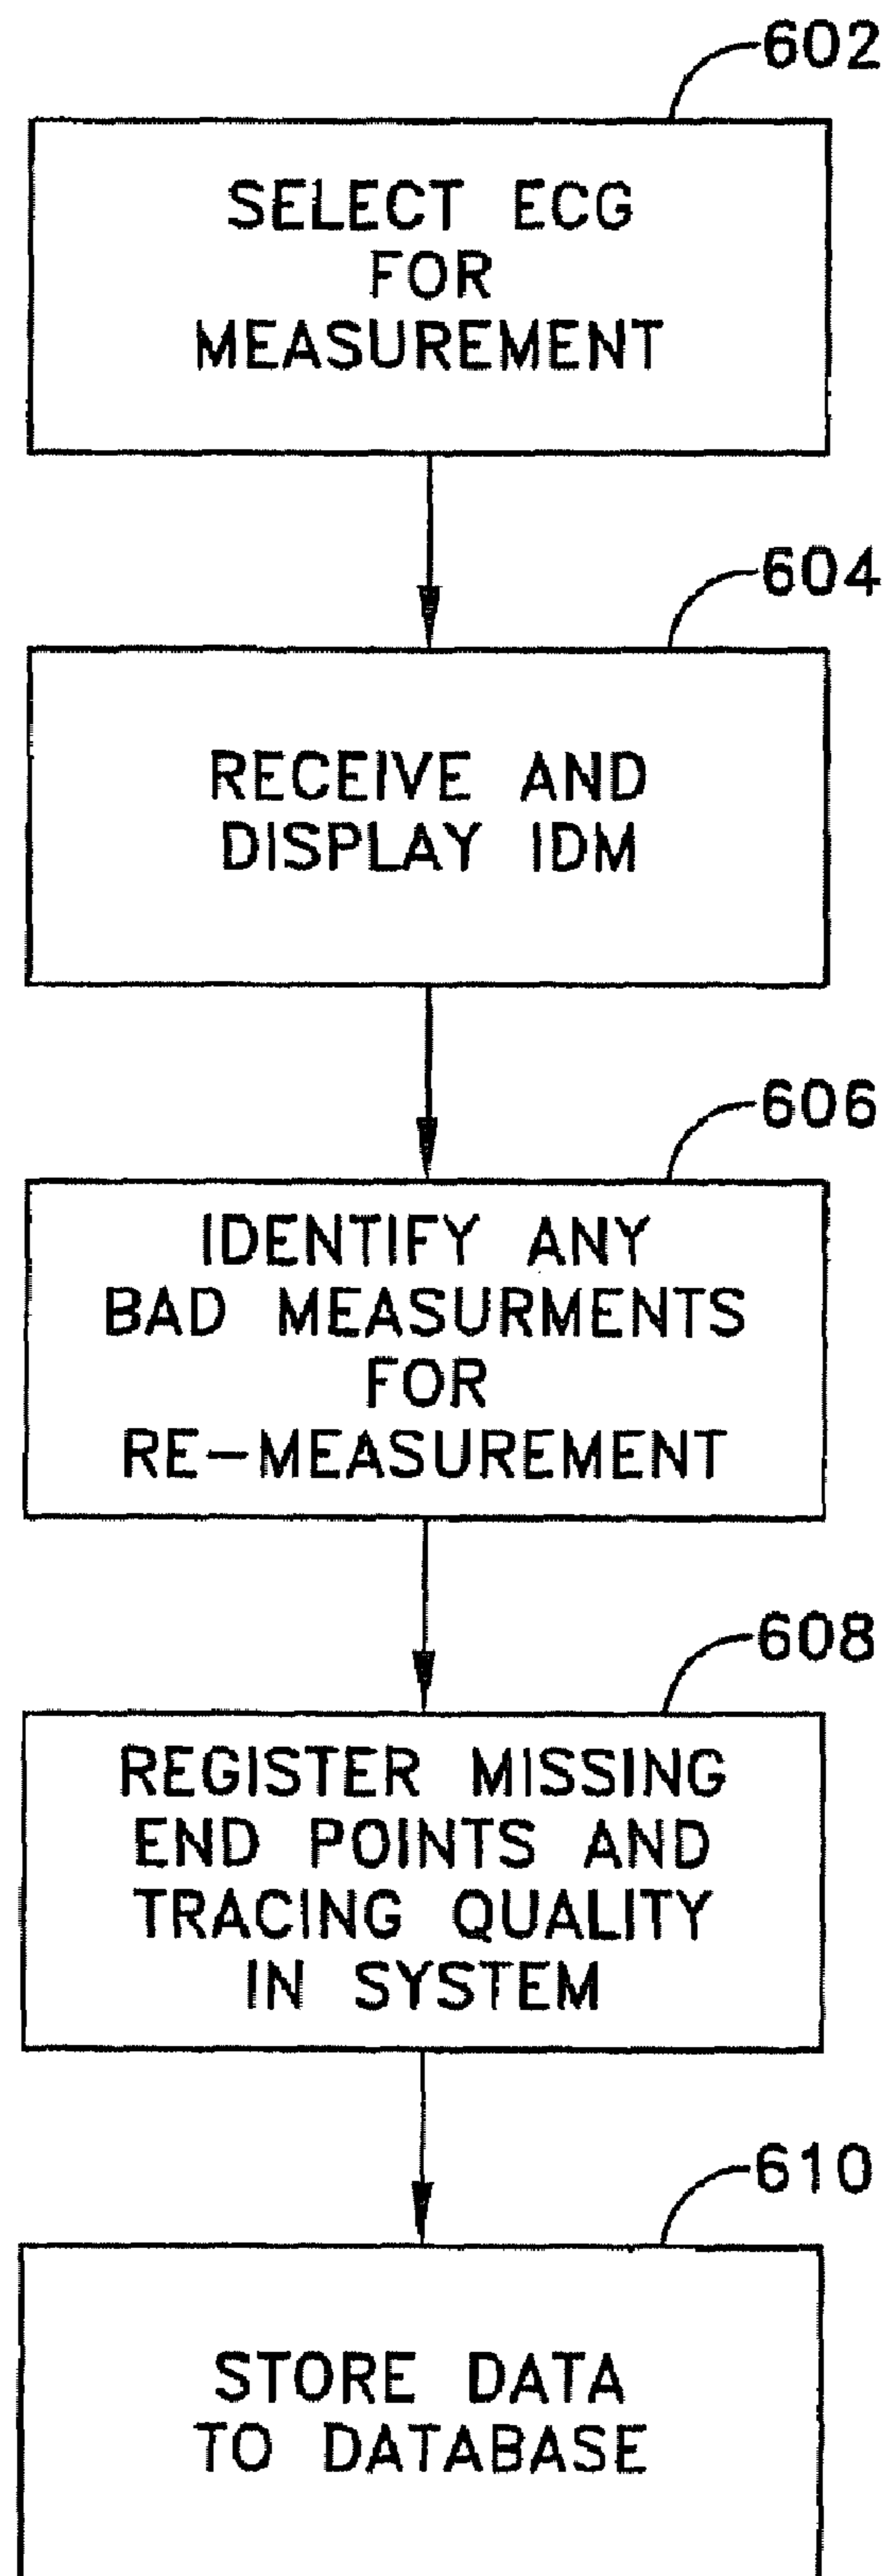 602
SELECT ECG
FOR
MEASUREMENT
604
RECEIVE AND
DISPLAY IDM
606
IDENTIFY ANY
BAD MEASURMENTS
FOR
RE-MEASUREMENT
608
REGISTER MISSING
END POINTS AND
TRACING QUALITY
IN SYSTEM
610
STORE DATA
TO DATABASE